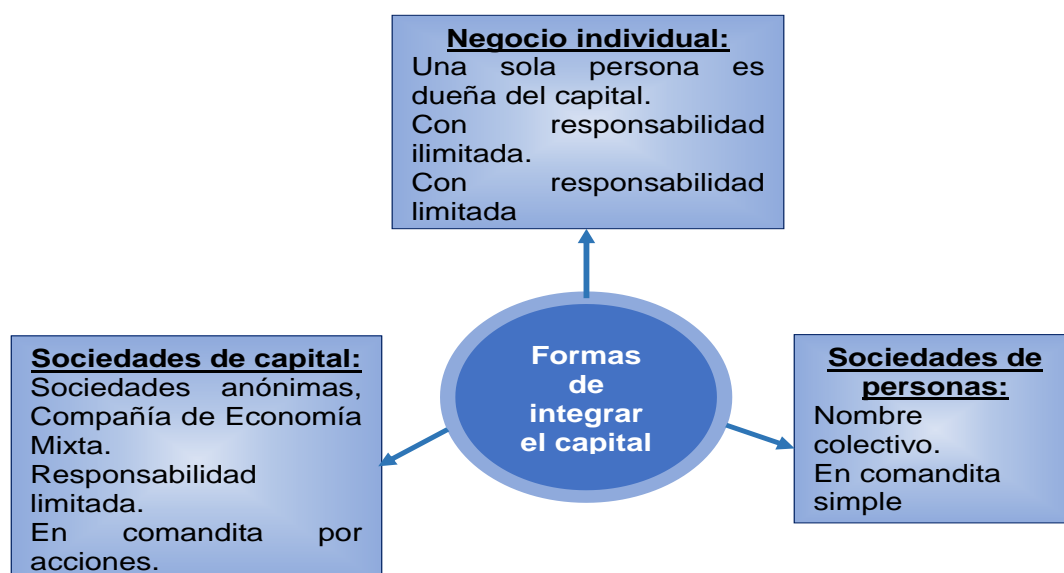 Negocio individual:
Una sola persona es
dueña del capital.
Con responsabilidad
ilimitada.
Con responsabilidad
limitada
Formas
de
integrar
el capital
Sociedades de capital:
Sociedades anónimas,
Compañía de Economía
Mixta.
Responsabilidad
limitada.
En comandita por
acciones.
Sociedades de
personas:
Nombre
colectivo.
En comandita
simple